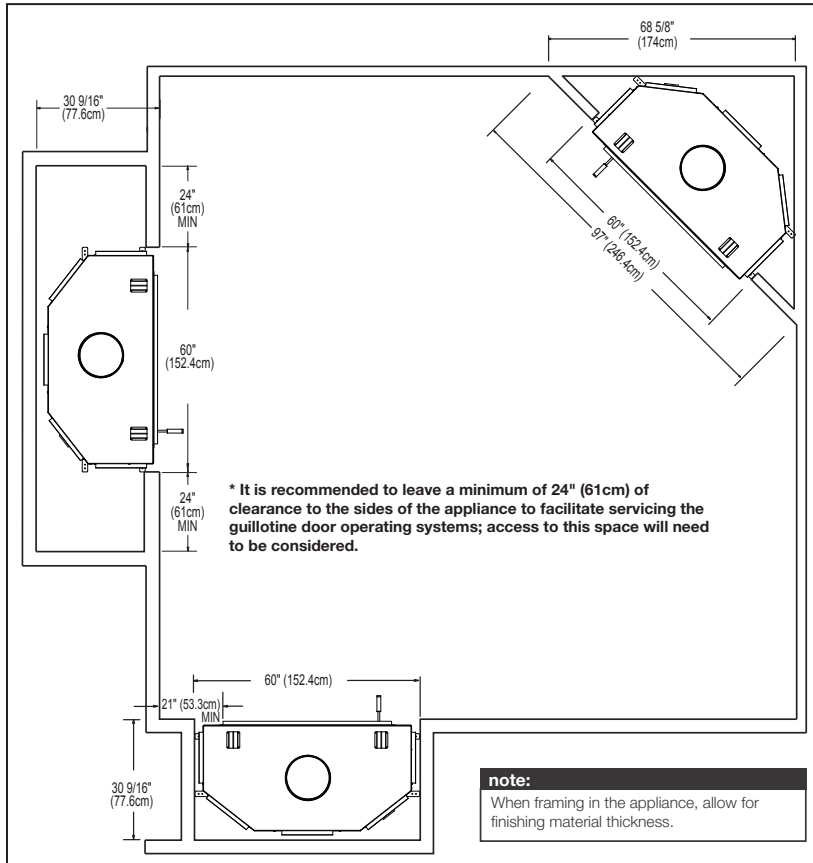 68 5/8"
(174cm)
30 9/16"
(77.6cm)
24"
(61cm)
MIN
60" (152.4cm)
97" (246.4cm)
60"
(152.4cm)
24"
(61cm)
MIN
* It is recommended to leave a minimum of 24" (61cm) of
clearance to the sides of the appliance to facilitate servicing the
guillotine door operating systems; access to this space will need
to be considered.
60" (152.4cm)
21" (53.3cm)
MIN
30 9/16"
(77.6cm)
note:
When framing in the appliance, allow for
finishing material thickness.